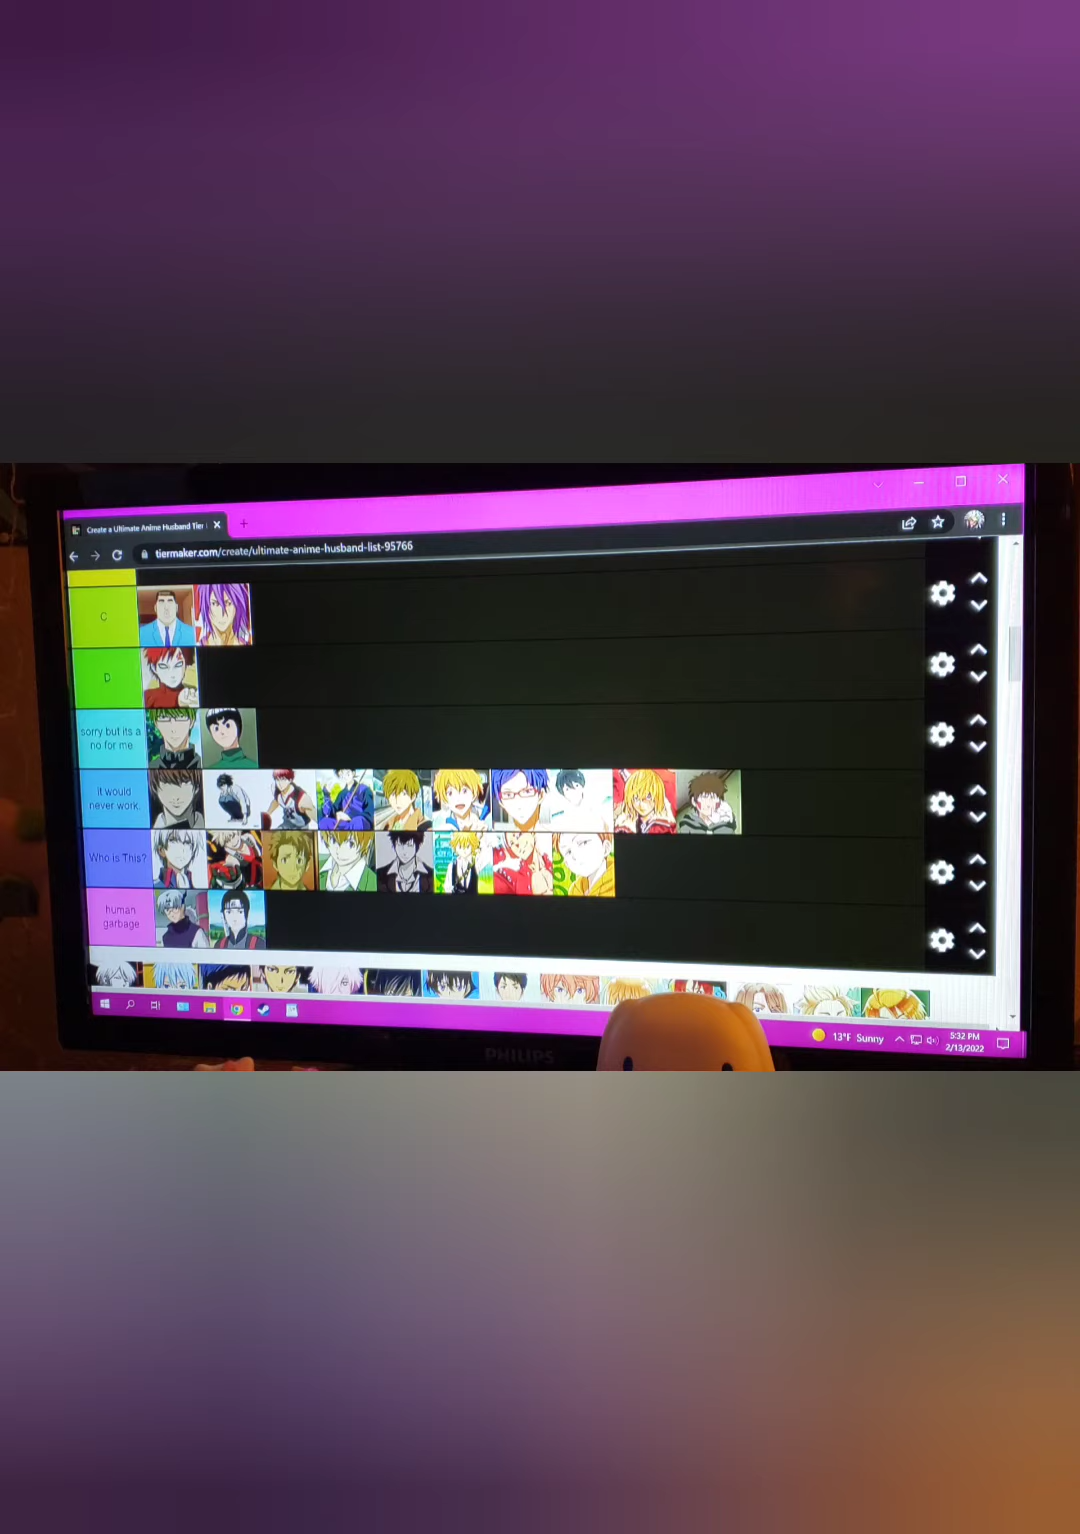 Create a Ultimate Anime Husband Tier
tiermaker.com/create/ultimate-anime-husband-list-95766
C
D
sorry but its a
no for me.
it would
never work.
Who is This?
human
garbage
13°F Sunny
5:32 PM
2/13/2022
PHILIPS